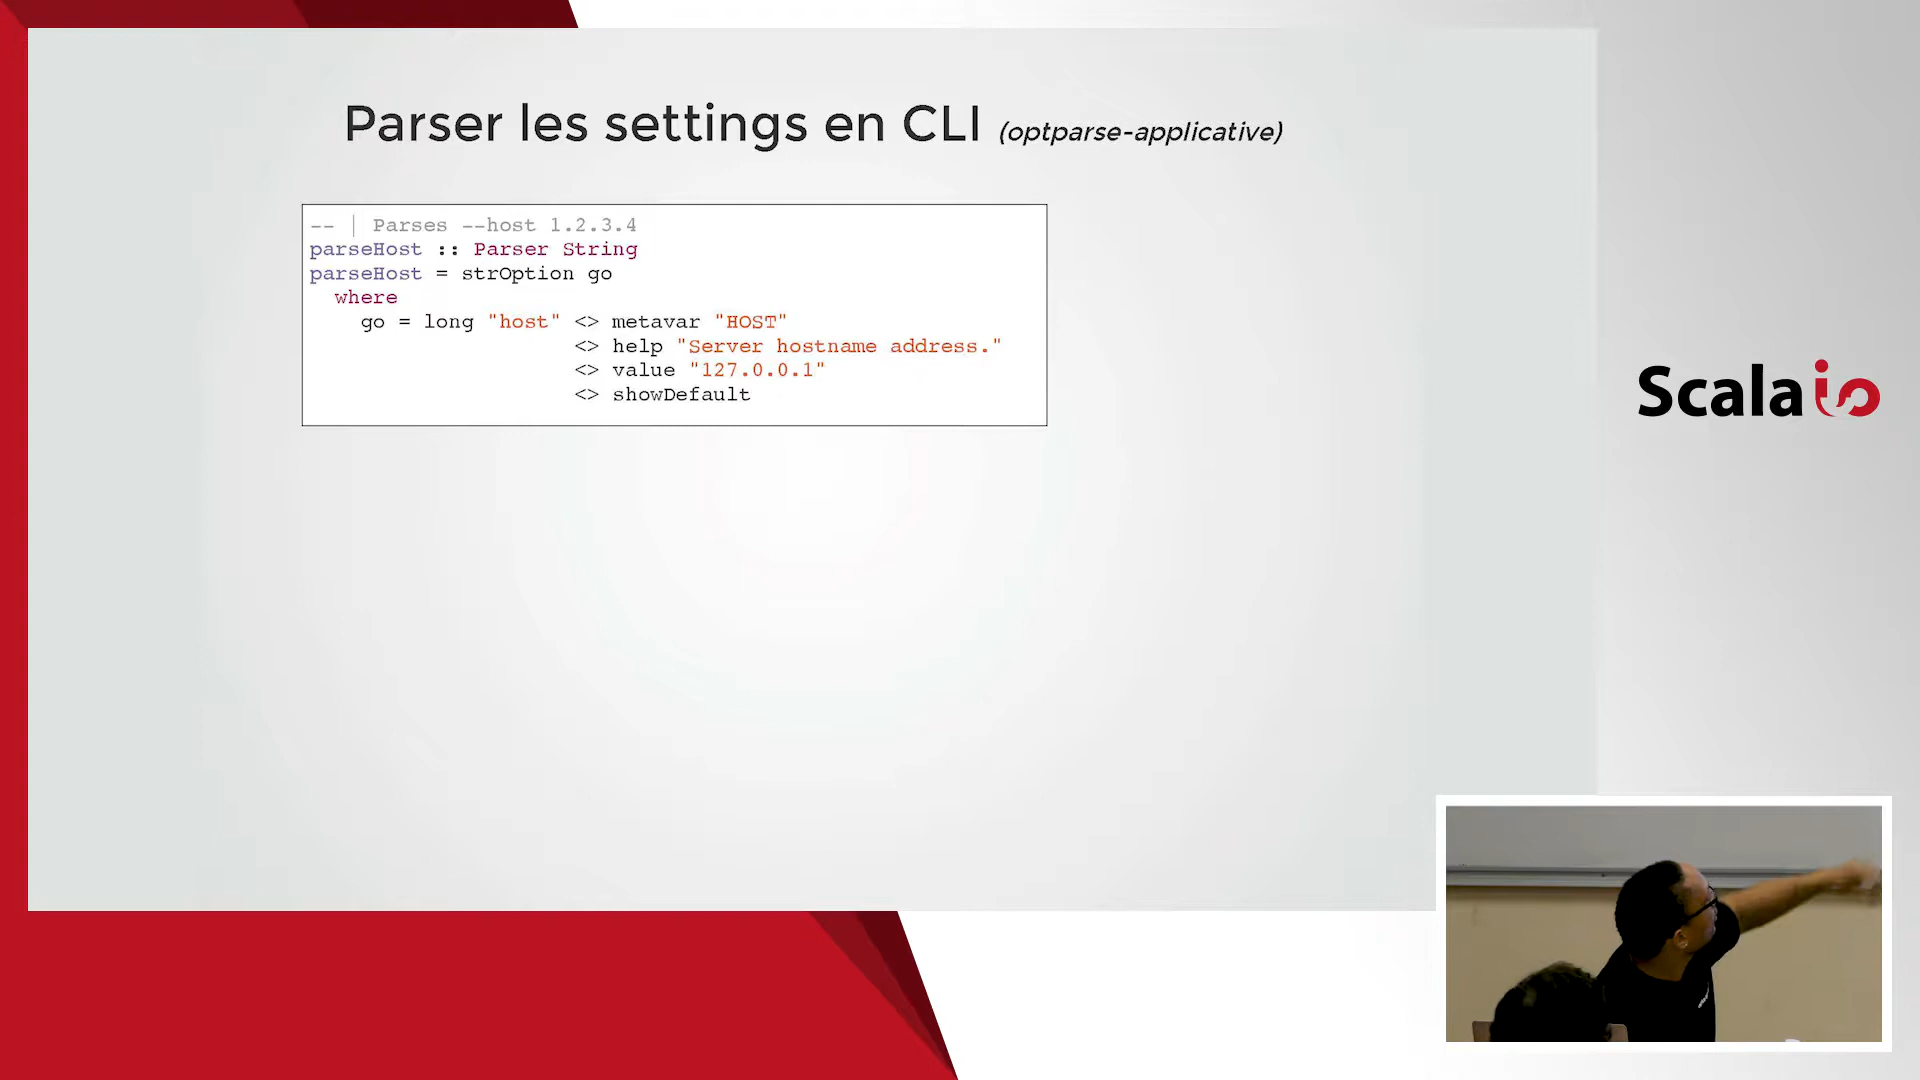 Parser les settings en CLI (optparse-applicative)
-- | Parses --host 1.2.3.4
parseHost :: Parser String
parseHost = strOption go
  where
    go = long "host" <> metavar "HOST"
                     <> help "Server hostname address."
                     <> value "127.0.0.1"
                     <> showDefault
Scala io